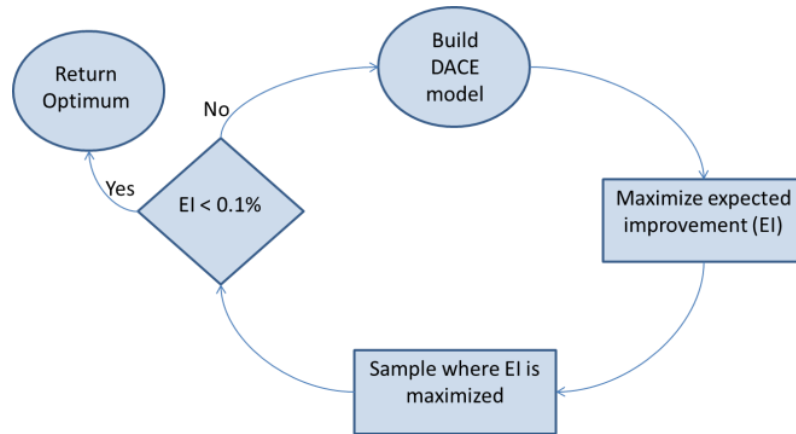 Build
DACE
model
Return
Optimum
No
Yes
EI < 0.1%
Maximize expected
improvement (EI)
Sample where EI is
maximized